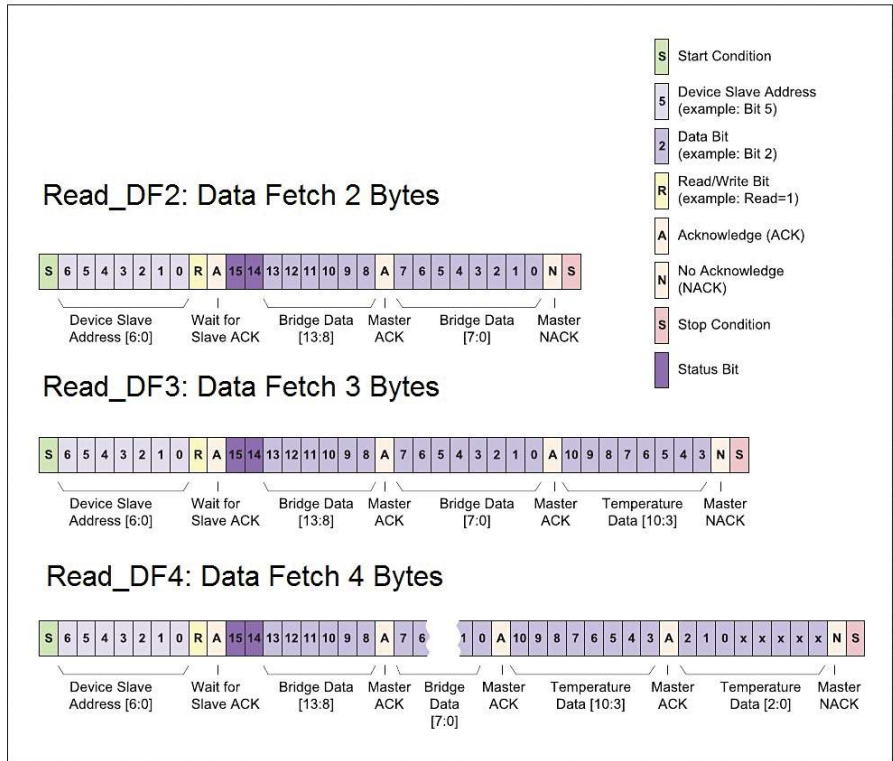 S Start Condition
5 Device Slave Address
(example: Bit 5)
2 Data Bit
(example: Bit 2)
R Read/Write Bit
(example: Read=1)
A Acknowledge (ACK)
N No Acknowledge
(NACK)
S Stop Condition
Status Bit
Read_DF2: Data Fetch 2 Bytes
S 6 5 4 3 2 1 0 R A 15 14 13 12 11 10 9 8 A 7 6 5 4 3 2 1 0 N S
Device Slave Wait for Bridge Data Master Bridge Data Master
Address [6:0] Slave ACK [13:8] ACK [7:0] NACK
Read_DF3: Data Fetch 3 Bytes
S 6 5 4 3 2 1 0 R A 15 14 13 12 11 10 9 8 A 7 6 5 4 3 2 1 0 A 10 9 8 7 6 5 4 3 N S
Device Slave Wait for Bridge Data Master Bridge Data Master Temperature Master
Address [6:0] Slave ACK [13:8] ACK [7:0] ACK Data [10:3] NACK
Read_DF4: Data Fetch 4 Bytes
S 6 5 4 3 2 1 0 R A 15 14 13 12 11 10 9 8 A 7 6 1 0 A 10 9 8 7 6 5 4 3 A 2 1 0 x x x x x N S
Device Slave Wait for Bridge Data Master Bridge Master Temperature Master Temperature Master
Address [6:0] Slave ACK [13:8] ACK Data ACK Data [10:3] ACK Data [2:0] NACK
[7:0]